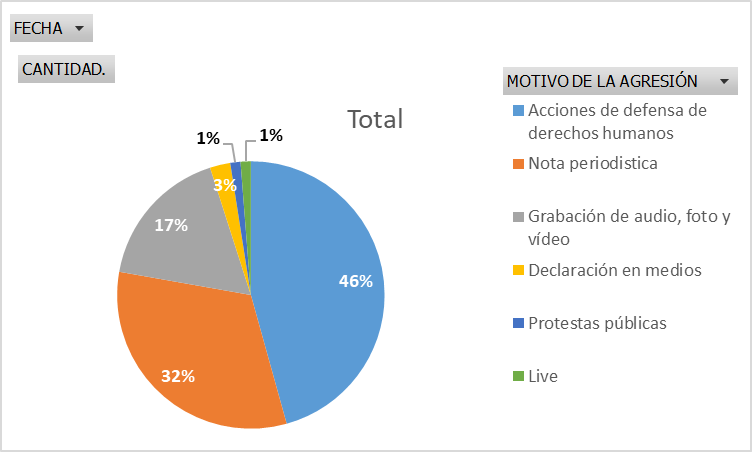 FECHA
CANTIDAD.
MOTIVO DE LA AGRESIÓN
Total
Acciones de defensa de
derechos humanos
Nota periodistica
Grabación de audio, foto y
vídeo
Declaración en medios
Protestas públicas
Live
1%
1%
3%
17%
46%
32%